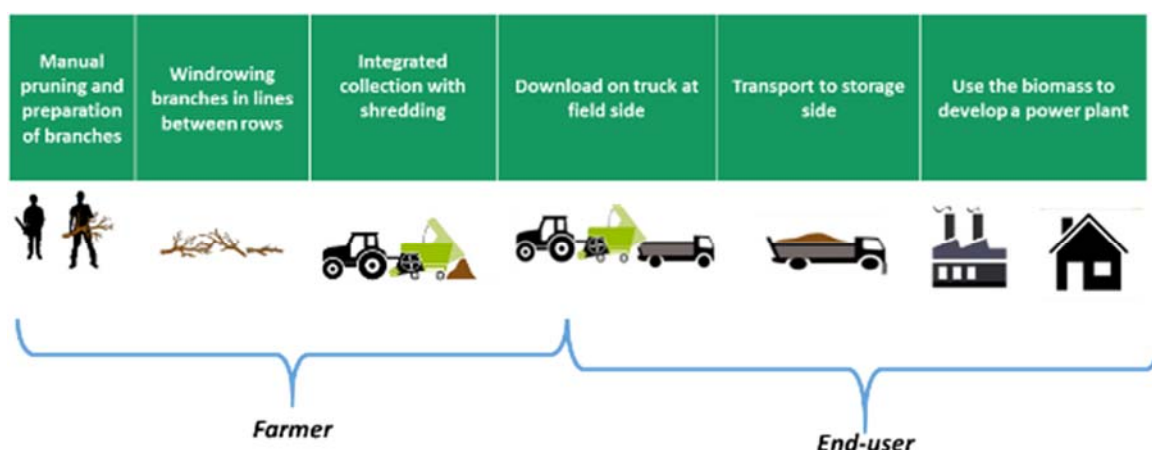 Manual
pruning and
preparation
of branches
Windrowing
branches in lines
between rows
Integrated
collection with
shredding
Download on truck at
field side
Transport to storage
side
Use the biomass to
develop a power plant
Farmer
End-user